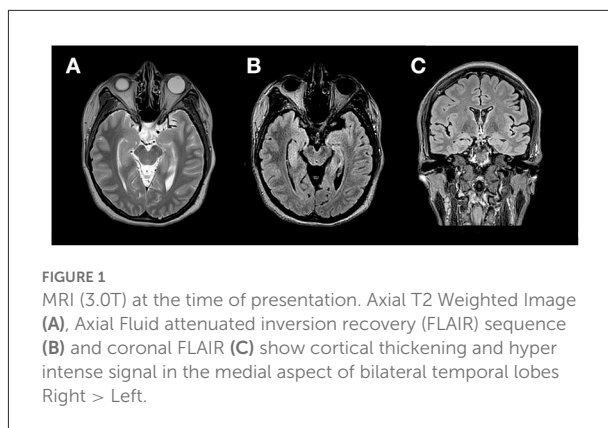 A B C
FIGURE 1
MRI (3.0T) at the time of presentation. Axial T2 Weighted Image
(A), Axial Fluid attenuated inversion recovery (FLAIR) sequence
(B) and coronal FLAIR (C) show cortical thickening and hyper
intense signal in the medial aspect of bilateral temporal lobes
Right > Left.